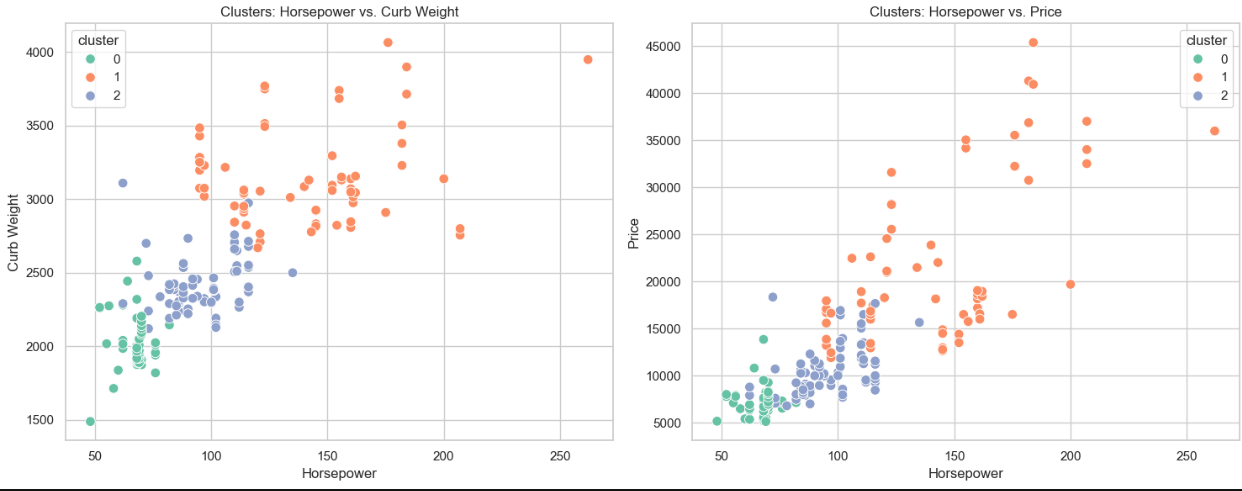 Clusters: Horsepower vs. Curb Weight
cluster
0
1
2
4000
3500
3000
2500
2000
1500
Curb Weight
50 100 150 200 250
Horsepower
Clusters: Horsepower vs. Price
cluster
0
1
2
45000
40000
35000
30000
25000
20000
15000
10000
5000
Price
50 100 150 200 250
Horsepower